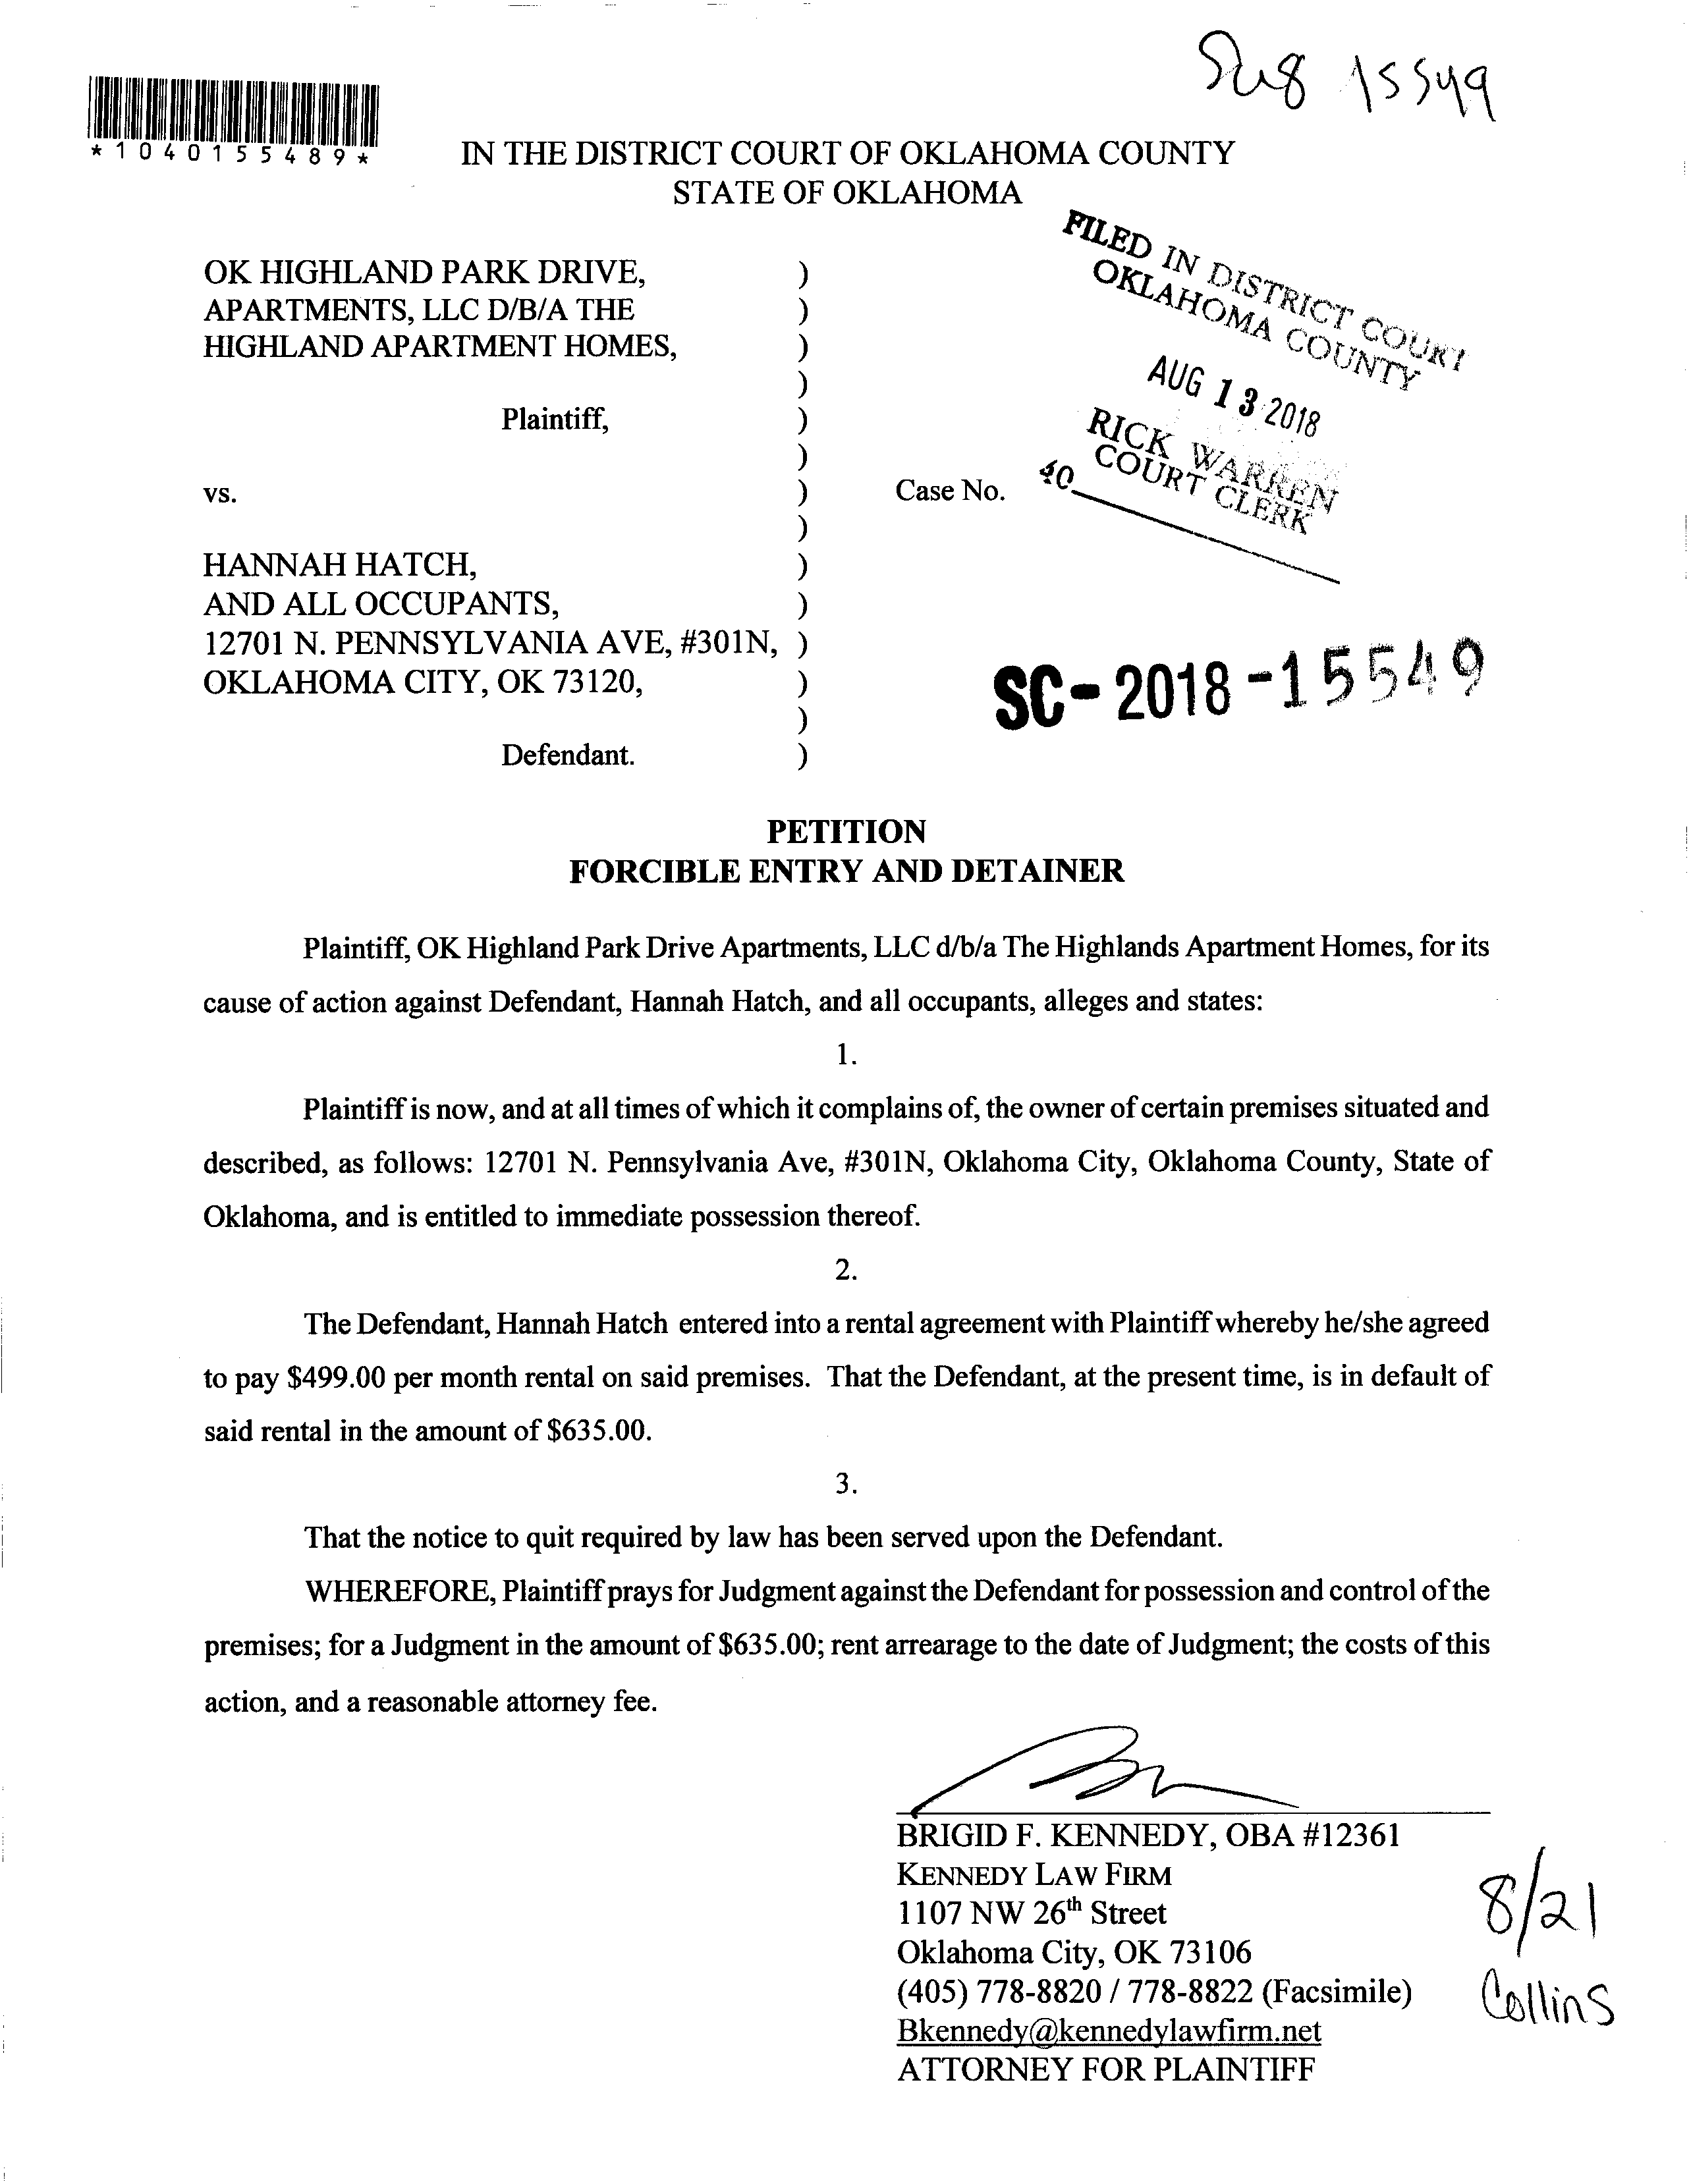 15549
*1040155489*
IN THE DISTRICT COURT OF OKLAHOMA COUNTY
STATE OF OKLAHOMA
FILED IN DISTRICT COURT
OKLAHOMA COUNTY
AUG 13 2018
RICK WARREN
COURT CLERK
40
OK HIGHLAND PARK DRIVE, )
APARTMENTS, LLC D/B/A THE )
HIGHLAND APARTMENT HOMES, )
)
Plaintiff, )
)
vs. ) Case No.
)
HANNAH HATCH, )
AND ALL OCCUPANTS, )
12701 N. PENNSYLVANIA AVE, #301N, )
OKLAHOMA CITY, OK 73120, )
)
Defendant. )
SC-2018-15549
PETITION
FORCIBLE ENTRY AND DETAINER
Plaintiff, OK Highland Park Drive Apartments, LLC d/b/a The Highlands Apartment Homes, for its
cause of action against Defendant, Hannah Hatch, and all occupants, alleges and states:
1.
Plaintiff is now, and at all times of which it complains of, the owner of certain premises situated and
described, as follows: 12701 N. Pennsylvania Ave, #301N, Oklahoma City, Oklahoma County, State of
Oklahoma, and is entitled to immediate possession thereof.
2.
The Defendant, Hannah Hatch entered into a rental agreement with Plaintiff whereby he/she agreed
to pay $499.00 per month rental on said premises. That the Defendant, at the present time, is in default of
said rental in the amount of $635.00.
3.
That the notice to quit required by law has been served upon the Defendant.
WHEREFORE, Plaintiff prays for Judgment against the Defendant for possession and control of the
premises; for a Judgment in the amount of $635.00; rent arrearage to the date of Judgment; the costs of this
action, and a reasonable attorney fee.
BRIGID F. KENNEDY, OBA #12361
KENNEDY LAW FIRM
1107 NW 26th Street
Oklahoma City, OK 73106
(405) 778-8820 / 778-8822 (Facsimile)
Bkennedy@kennedylawfirm.net
ATTORNEY FOR PLAINTIFF
8/21
Collins